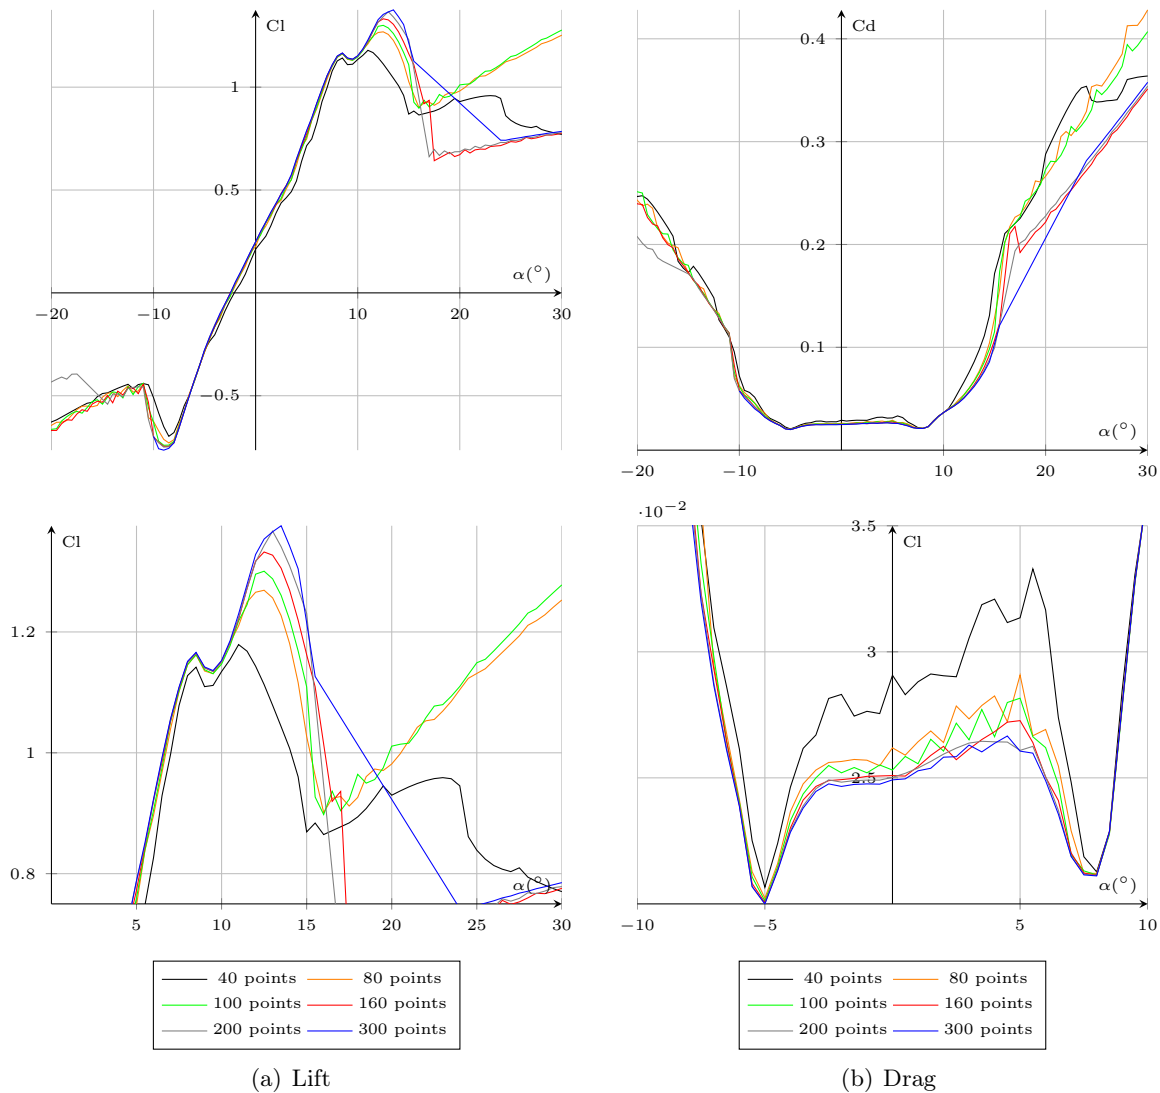 Cl
1
0.5
−0.5
α(°)
−20 −10 10 20 30
Cd
0.4
0.3
0.2
0.1
α(°)
−20 −10 10 20 30
Cl
1.2
1
0.8
α(°)
5 10 15 20 25 30
·10⁻²
Cl
3.5
3
2.5
α(°)
−10 −5 5 10
40 points 80 points
100 points 160 points
200 points 300 points
(a) Lift
40 points 80 points
100 points 160 points
200 points 300 points
(b) Drag